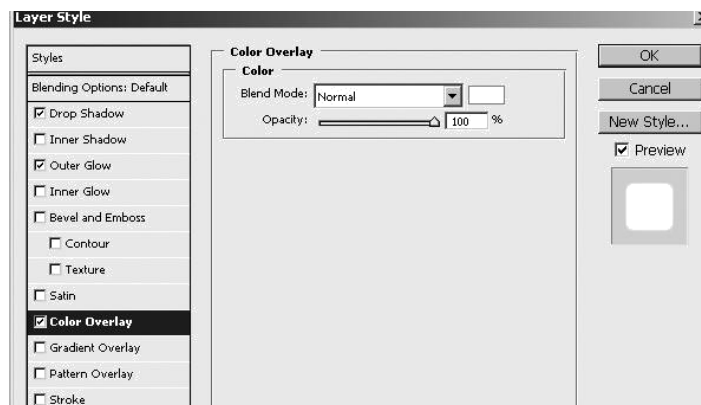 Layer Style
Styles
Blending Options: Default
Drop Shadow
Inner Shadow
Outer Glow
Inner Glow
Bevel and Emboss
Contour
Texture
Satin
Color Overlay
Gradient Overlay
Pattern Overlay
Stroke
Color Overlay
Color
Blend Mode: Normal
Opacity: 100 %
OK
Cancel
New Style...
Preview